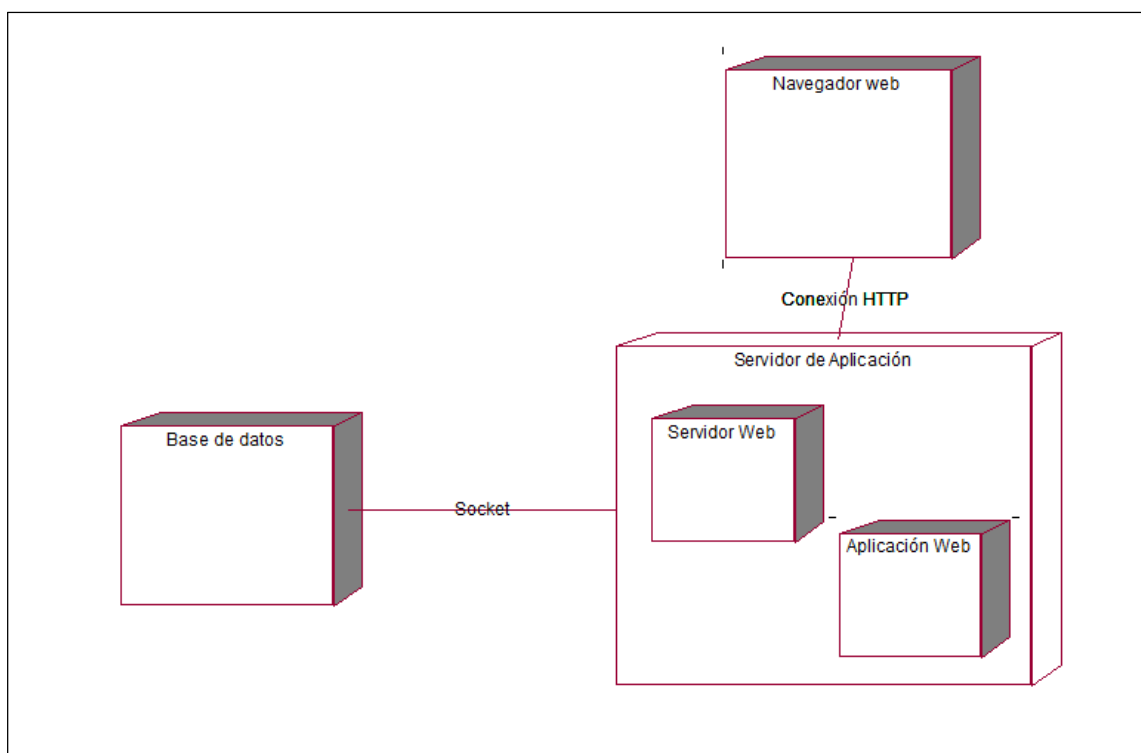 Navegador web
Conexión HTTP
Servidor de Aplicación
Servidor Web
Base de datos
Socket
Aplicación Web